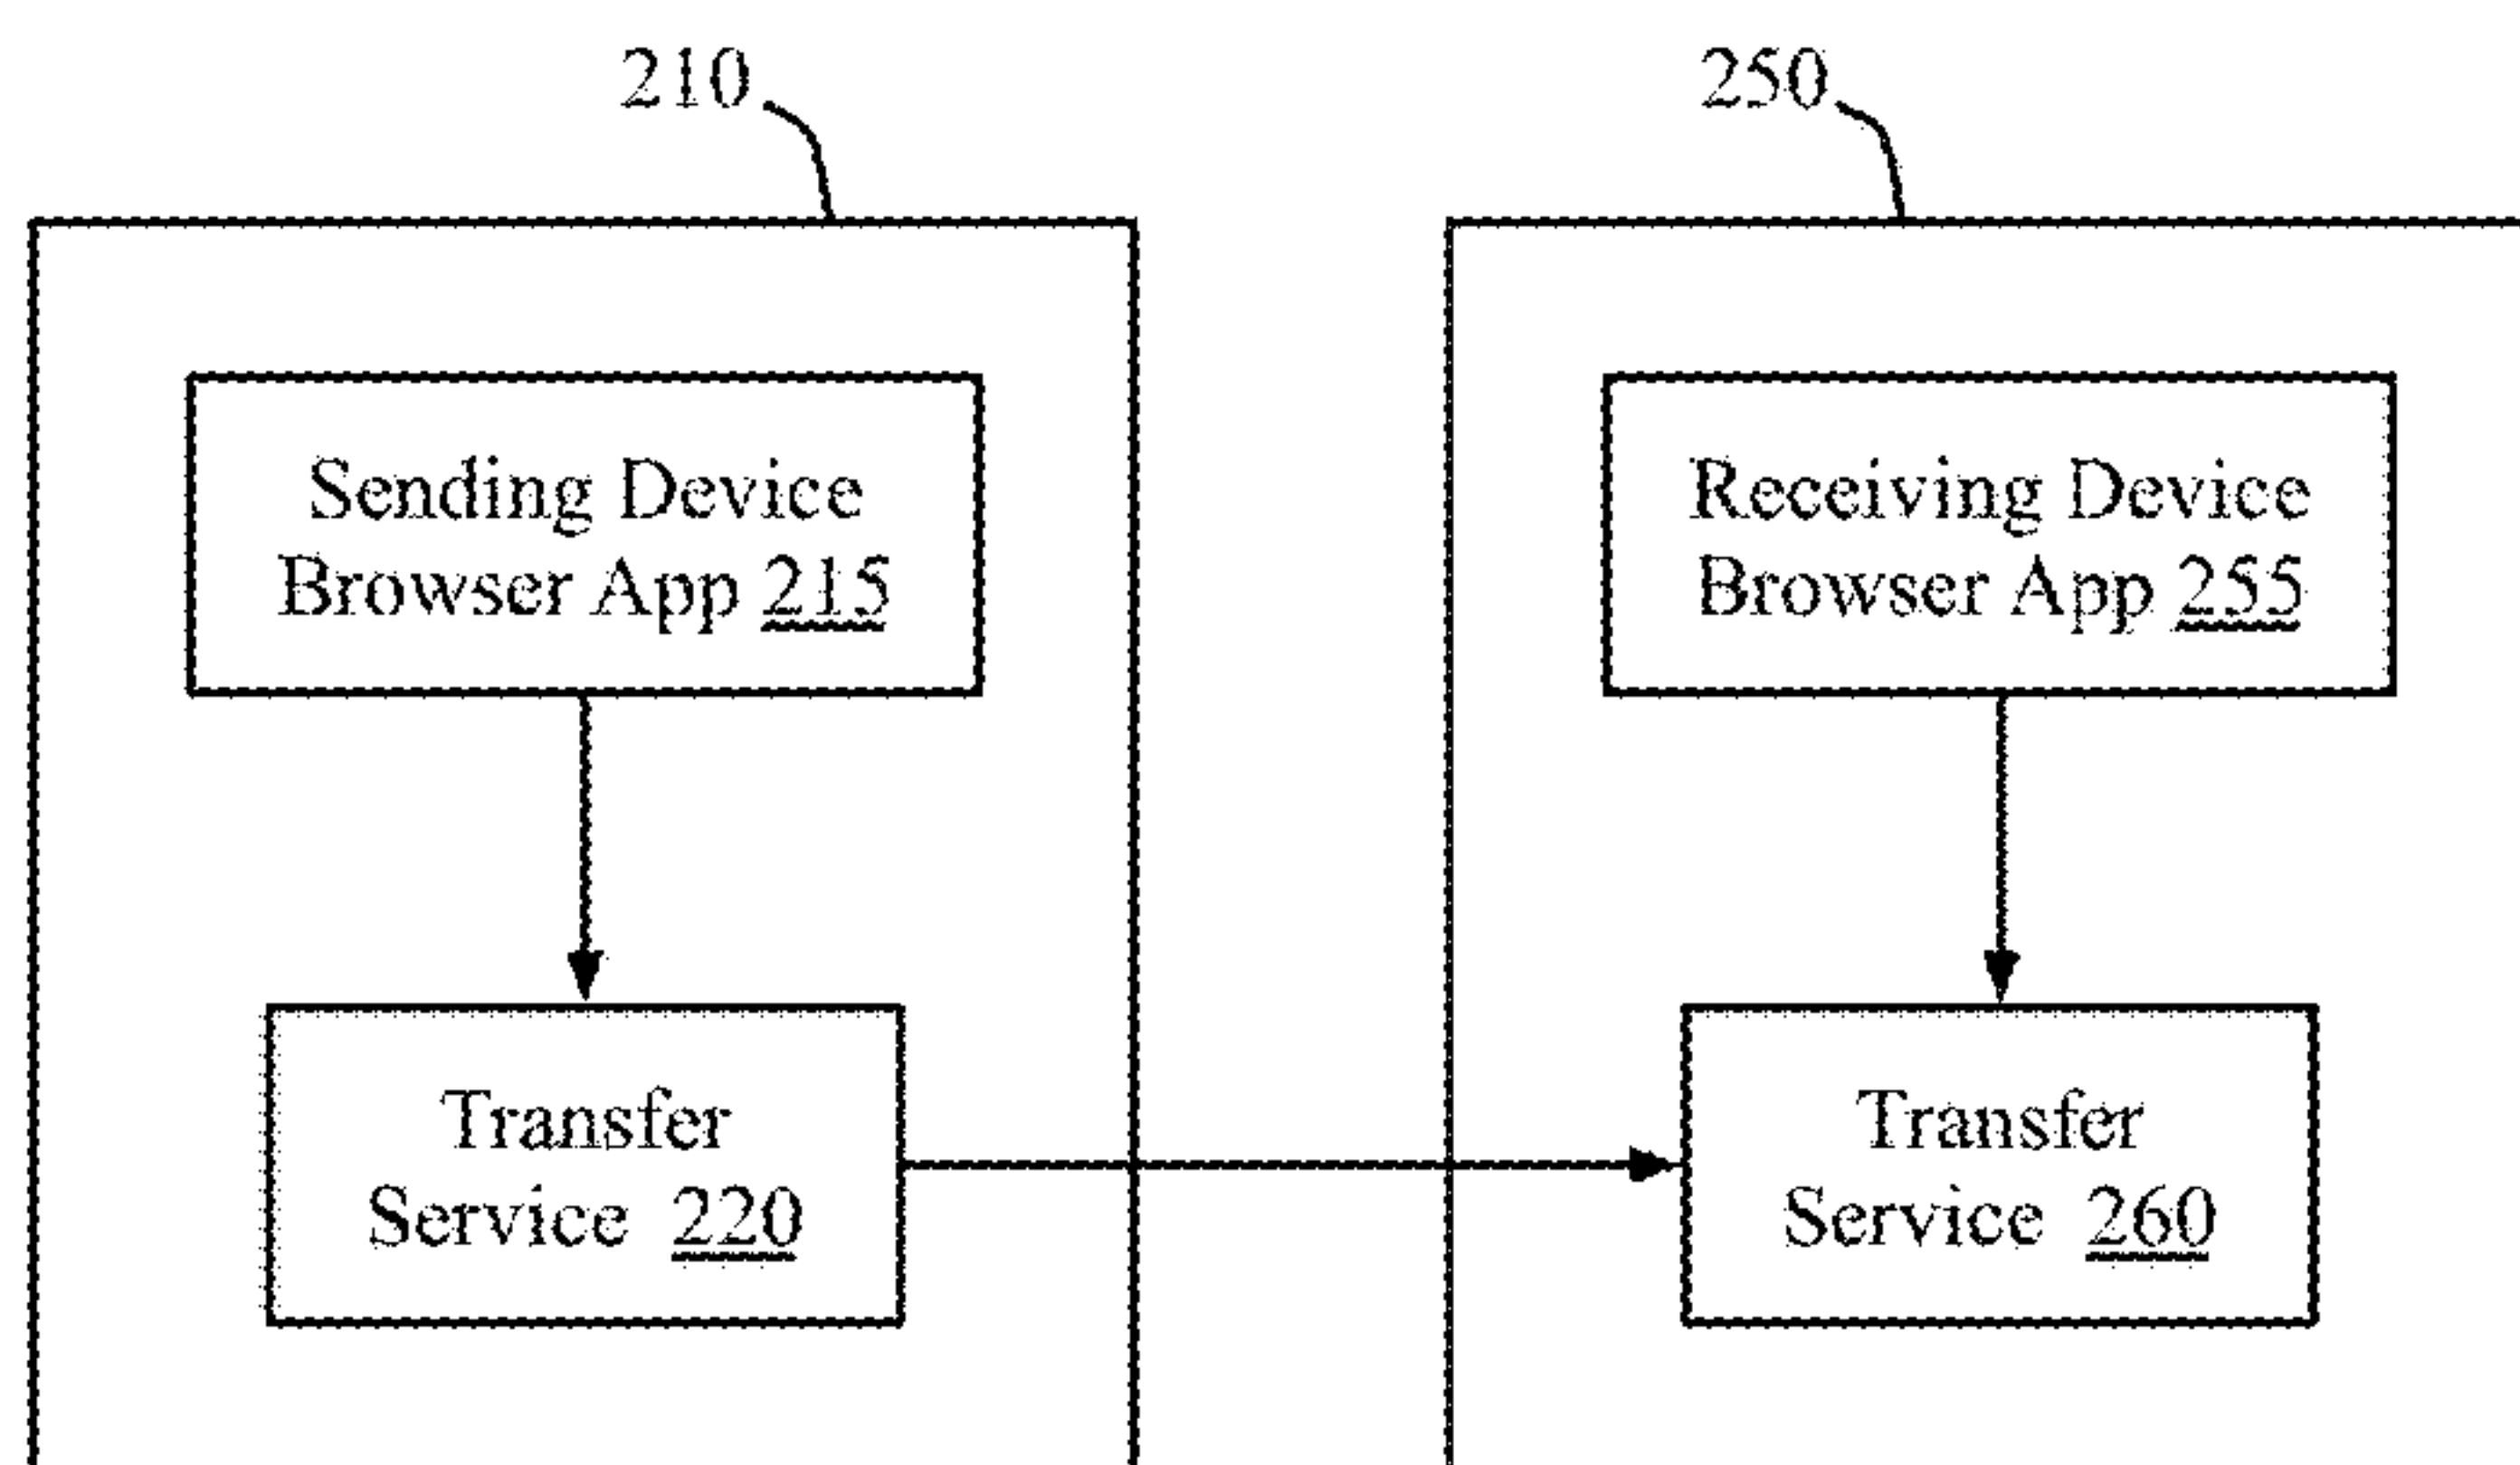 210
250
Sending Device
Browser App 215
Receiving Device
Browser App 255
Transfer
Service 220
Transfer
Service 260